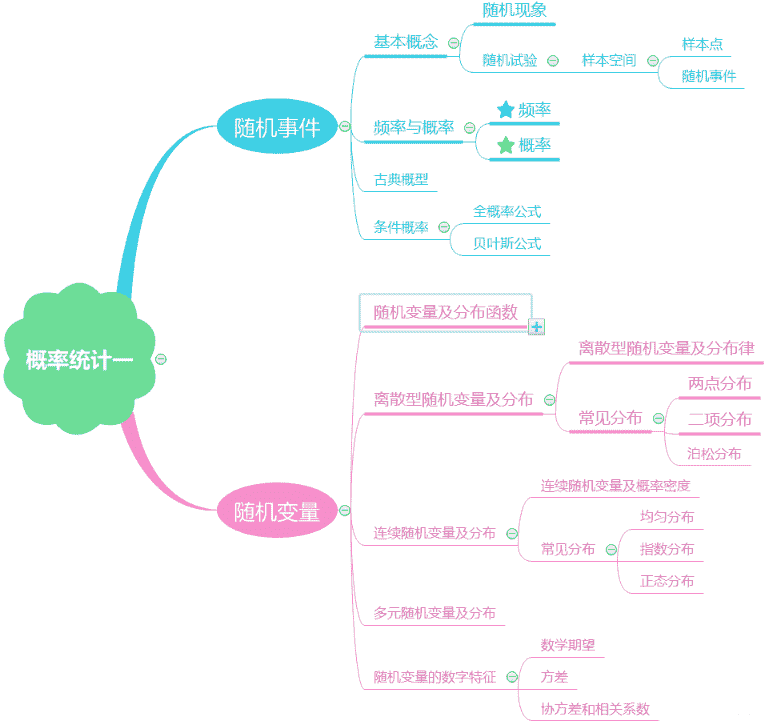 概率统计一
随机事件
基本概念
随机现象
随机试验
样本空间
样本点
随机事件
频率与概率
频率
概率
古典概型
条件概率
全概率公式
贝叶斯公式
随机变量
随机变量及分布函数
离散型随机变量及分布
离散型随机变量及分布律
常见分布
两点分布
二项分布
泊松分布
连续随机变量及分布
连续随机变量及概率密度
常见分布
均匀分布
指数分布
正态分布
多元随机变量及分布
随机变量的数字特征
数学期望
方差
协方差和相关系数